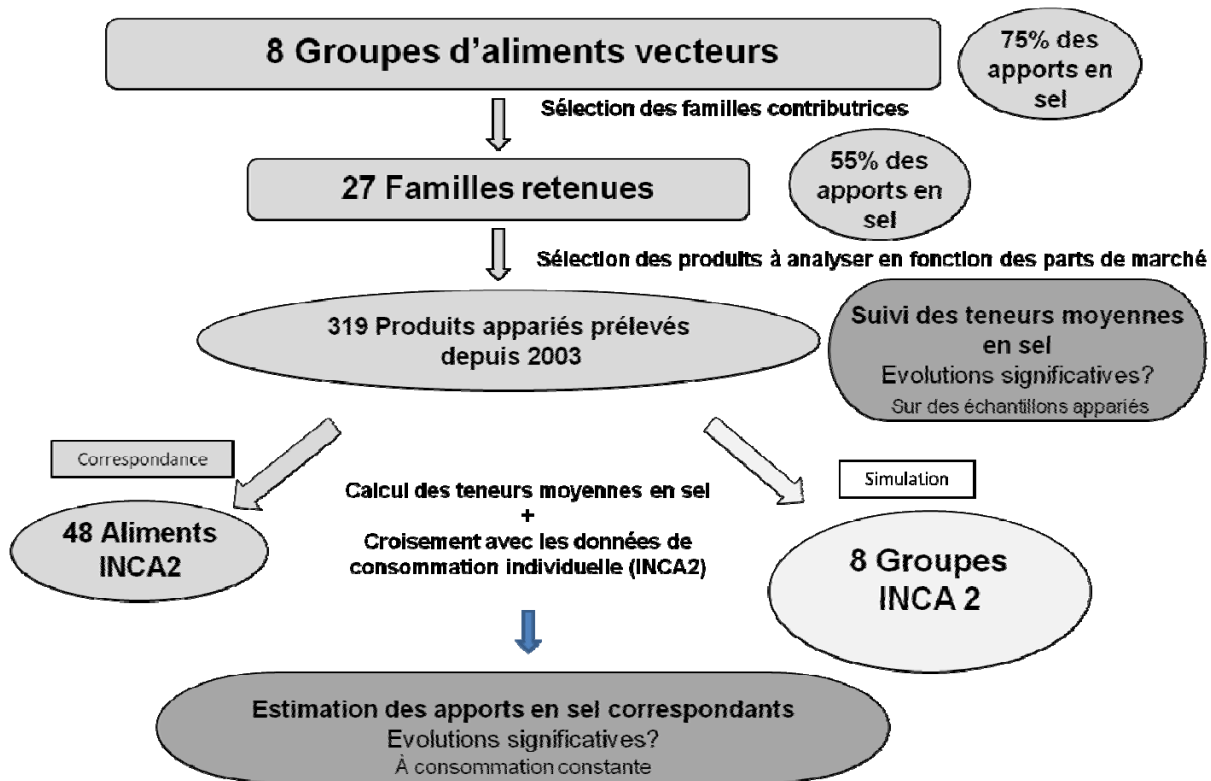 8 Groupes d'aliments vecteurs
75% des
apports en
sel
Sélection des familles contributrices
27 Familles retenues
55% des
apports en
sel
Sélection des produits à analyser en fonction des parts de marché
319 Produits appariés prélevés
depuis 2003
Suivi des teneurs moyennes
en sel
Evolutions significatives?
Sur des échantillons appariés
Correspondance
48 Aliments
INCA2
Calcul des teneurs moyennes en sel
+
Croisement avec les données de
consommation individuelle (INCA2)
Simulation
8 Groupes
INCA 2
Estimation des apports en sel correspondants
Evolutions significatives?
À consommation constante